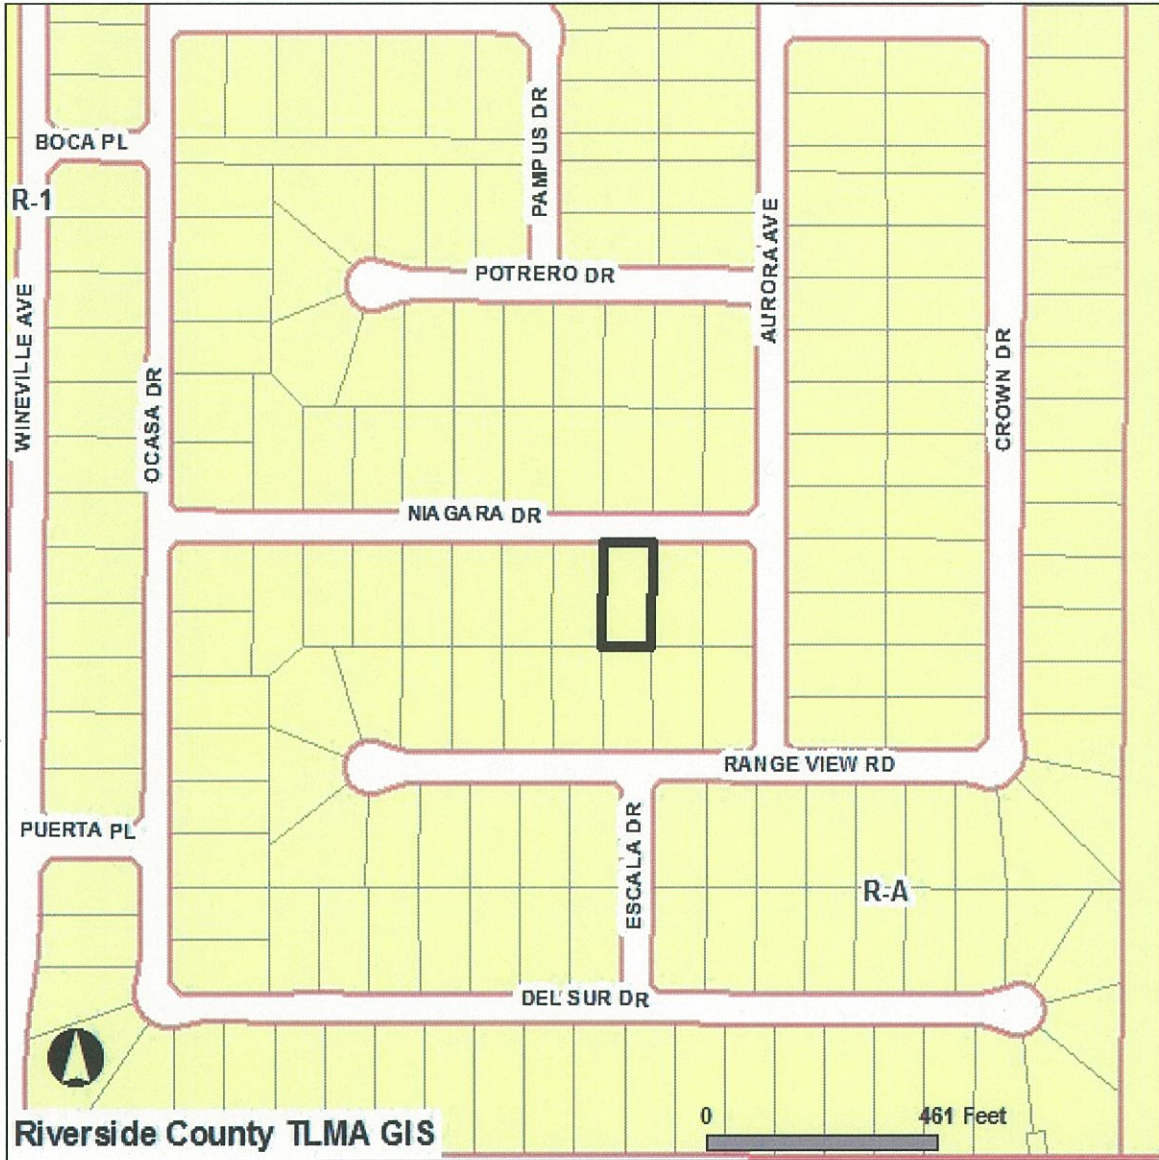 BOCA PL
R-1
PAMPUS DR
POTRERO DR
AURORA AVE
WINEVILLE AVE
OCASA DR
CROWN DR
NIAGARA DR
RANGE VIEW RD
PUERTA PL
ESCALA DR
R-A
DEL SUR DR
0 461 Feet
Riverside County TLMA GIS